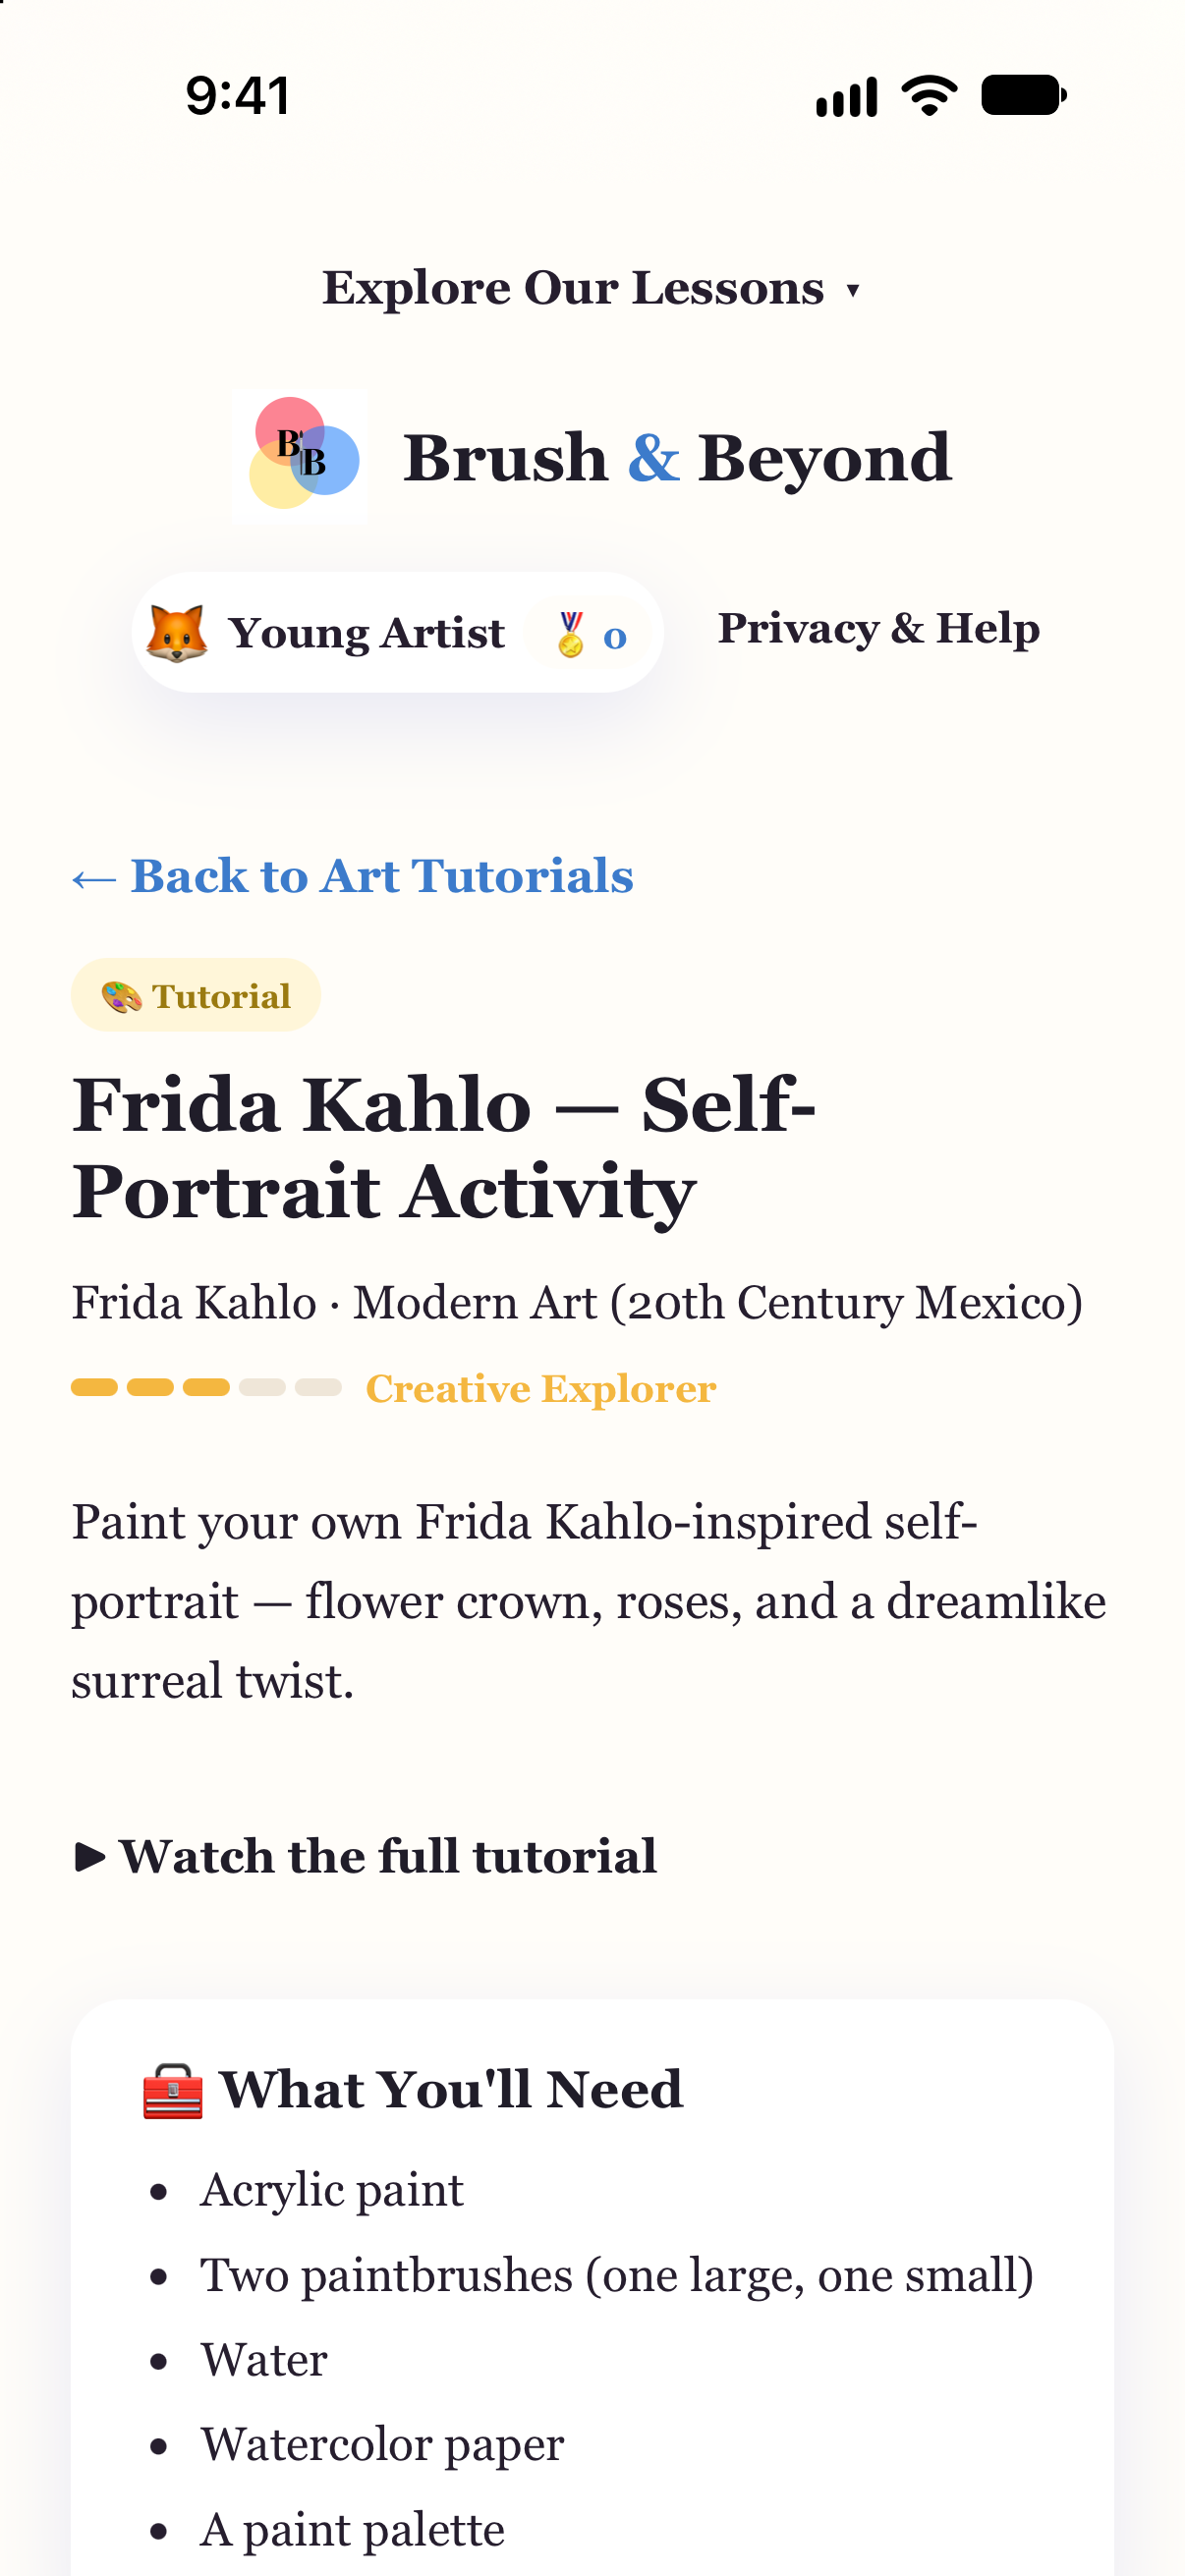 9:41
Explore Our Lessons ▾
BB
Brush & Beyond
Young Artist 0
Privacy & Help
← Back to Art Tutorials
Tutorial
Frida Kahlo — Self-
Portrait Activity
Frida Kahlo · Modern Art (20th Century Mexico)
Creative Explorer
Paint your own Frida Kahlo-inspired self-
portrait — flower crown, roses, and a dreamlike
surreal twist.
▶ Watch the full tutorial
What You'll Need
• Acrylic paint
• Two paintbrushes (one large, one small)
• Water
• Watercolor paper
• A paint palette